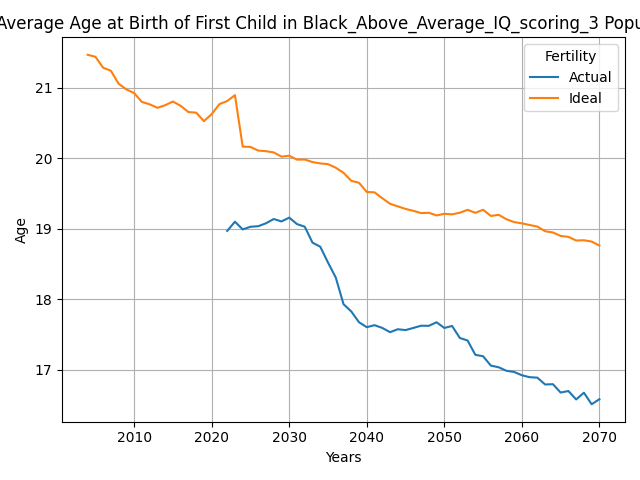 Average Age at Birth of First Child in Black_Above_Average_IQ_scoring_3 Popu
Fertility
Actual
Ideal
21
20
19
18
17
Age
2010 2020 2030 2040 2050 2060 2070
Years